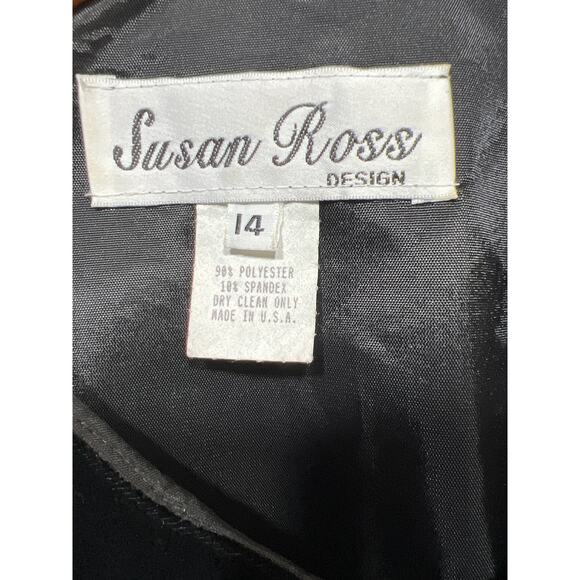 Susan Ross
DESIGN
14
90% POLYESTER
10% SPANDEX
DRY CLEAN ONLY
MADE IN U.S.A.